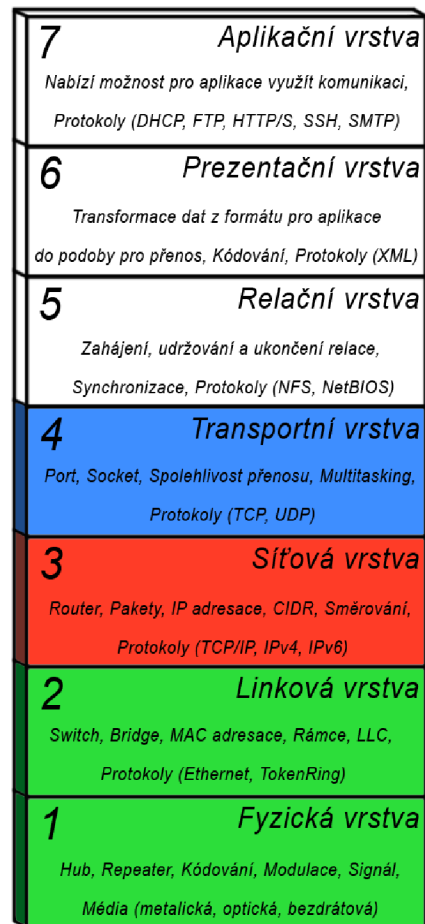 7 Aplikační vrstva
Nabízí možnost pro aplikace využít komunikaci,
Protokoly (DHCP, FTP, HTTP/S, SSH, SMTP)
6 Prezentační vrstva
Transformace dat z formátu pro aplikace
do podoby pro přenos, Kódování, Protokoly (XML)
5 Relační vrstva
Zahájení, udržování a ukončení relace,
Synchronizace, Protokoly (NFS, NetBIOS)
4 Transportní vrstva
Port, Socket, Spolehlivost přenosu, Multitasking,
Protokoly (TCP, UDP)
3 Síťová vrstva
Router, Pakety, IP adresace, CIDR, Směrování,
Protokoly (TCP/IP, IPv4, IPv6)
2 Linková vrstva
Switch, Bridge, MAC adresace, Rámce, LLC,
Protokoly (Ethernet, TokenRing)
1 Fyzická vrstva
Hub, Repeater, Kódování, Modulace, Signál,
Média (metalická, optická, bezdrátová)